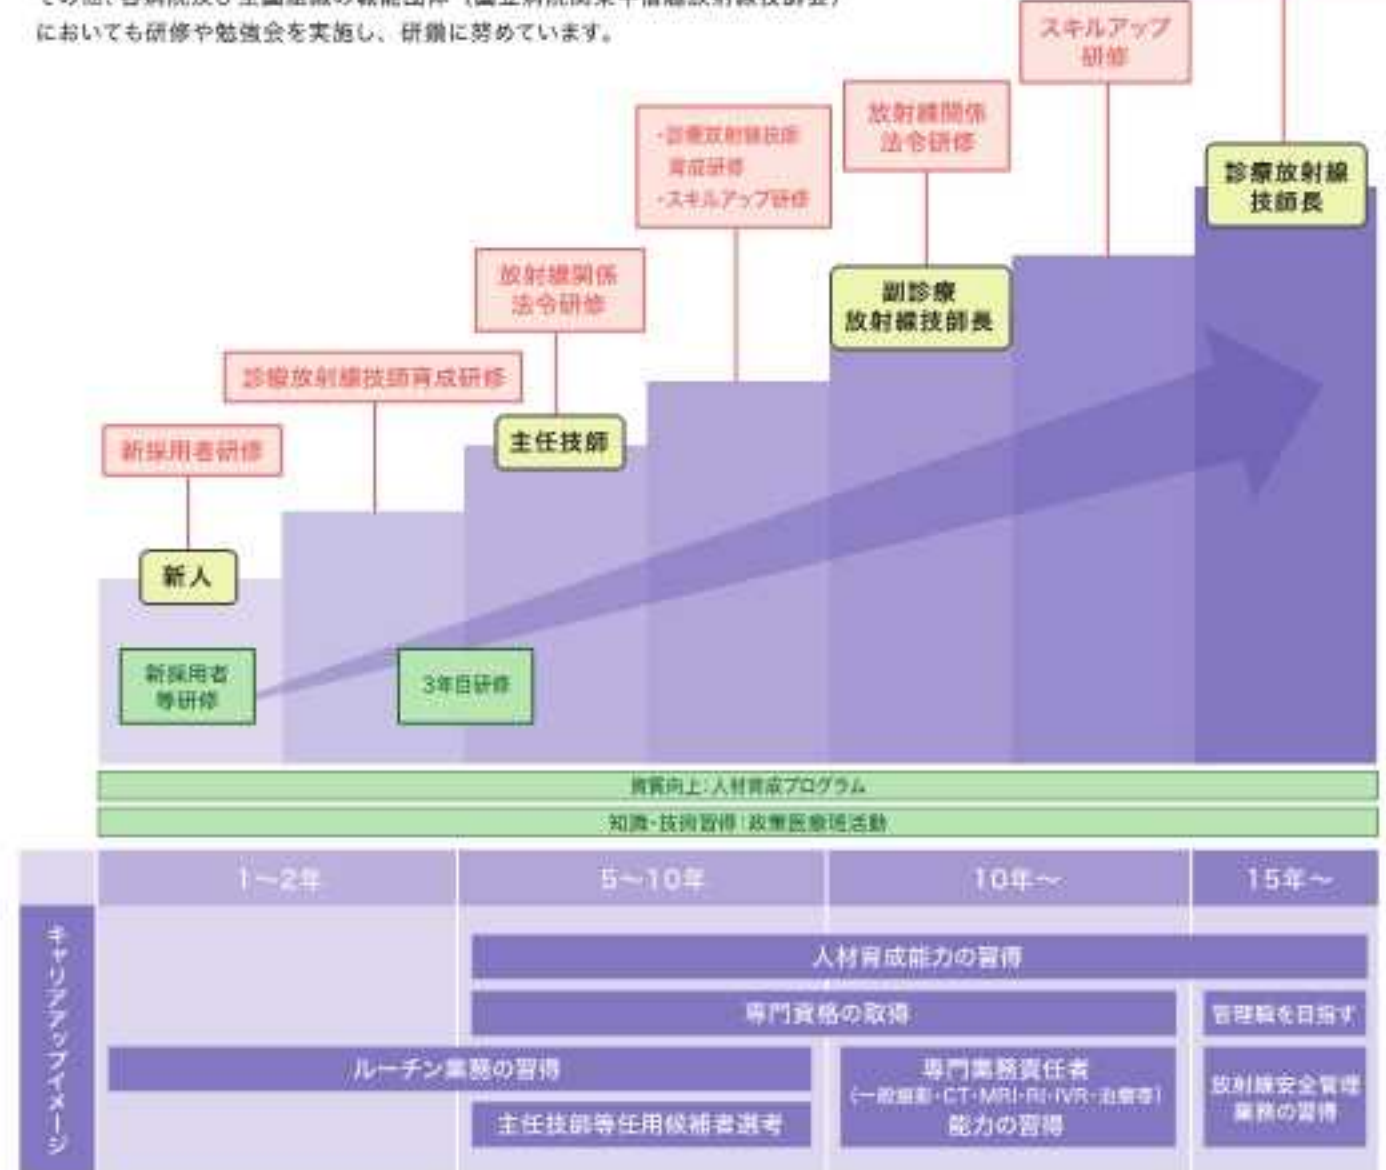 においても研修や勉強会を実施し、研鑽に努めています。
スキルアップ
研修
放射線関係
法令研修
・診療放射線技師
育成研修
・スキルアップ研修
診療放射線
技師長
放射線関係
法令研修
副診療
放射線技師長
診療放射線技師育成研修
新採用者研修
主任技師
新人
新採用者
等研修
3年目研修
資質向上：人材育成プログラム
知識・技術習得：政策医療班活動
1〜2年
5〜10年
10年〜
15年〜
キャリアアップイメージ
人材育成能力の習得
専門資格の取得
管理職を目指す
ルーチン業務の習得
専門業務責任者
（一般撮影・CT・MRI・RI・IVR・治療等）
能力の習得
放射線安全管理
業務の習得
主任技師等任用候補者選考